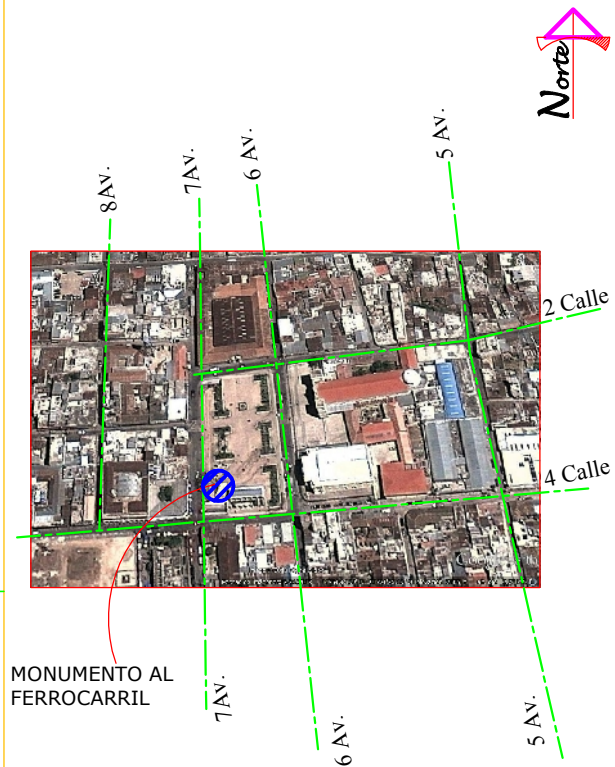 Norte
8Av.
7Av.
6 Av.
5 Av.
2 Calle
4 Calle
MONUMENTO AL
FERROCARRIL
7Av.
6 Av.
5 Av.